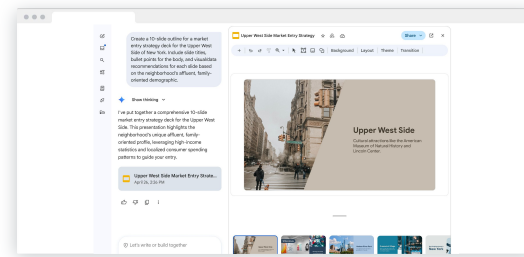 Create a 10-slide outline for a market
entry strategy deck for the Upper West
Side of New York. Include slide titles,
bullet points for body, and visual/data
recommendations for each slide based
on the neighborhood's affluent, family-
oriented demographic.
Show thinking
I've put together a comprehensive 10-slide
market entry strategy deck for the Upper West
Side. This presentation highlights the
neighborhood's unique affluent, family-
oriented profile, leveraging high-income
statistics and localized consumer spending
patterns to guide your entry.
Upper West Side Market Entry Strate...
April 26, 3:26 PM
Let's write or build together
Upper West Side Market Entry Strategy
Share
Background Layout Theme Transition
Upper West Side
Cultural attractions like the American
Museum of Natural History and
Lincoln Center.